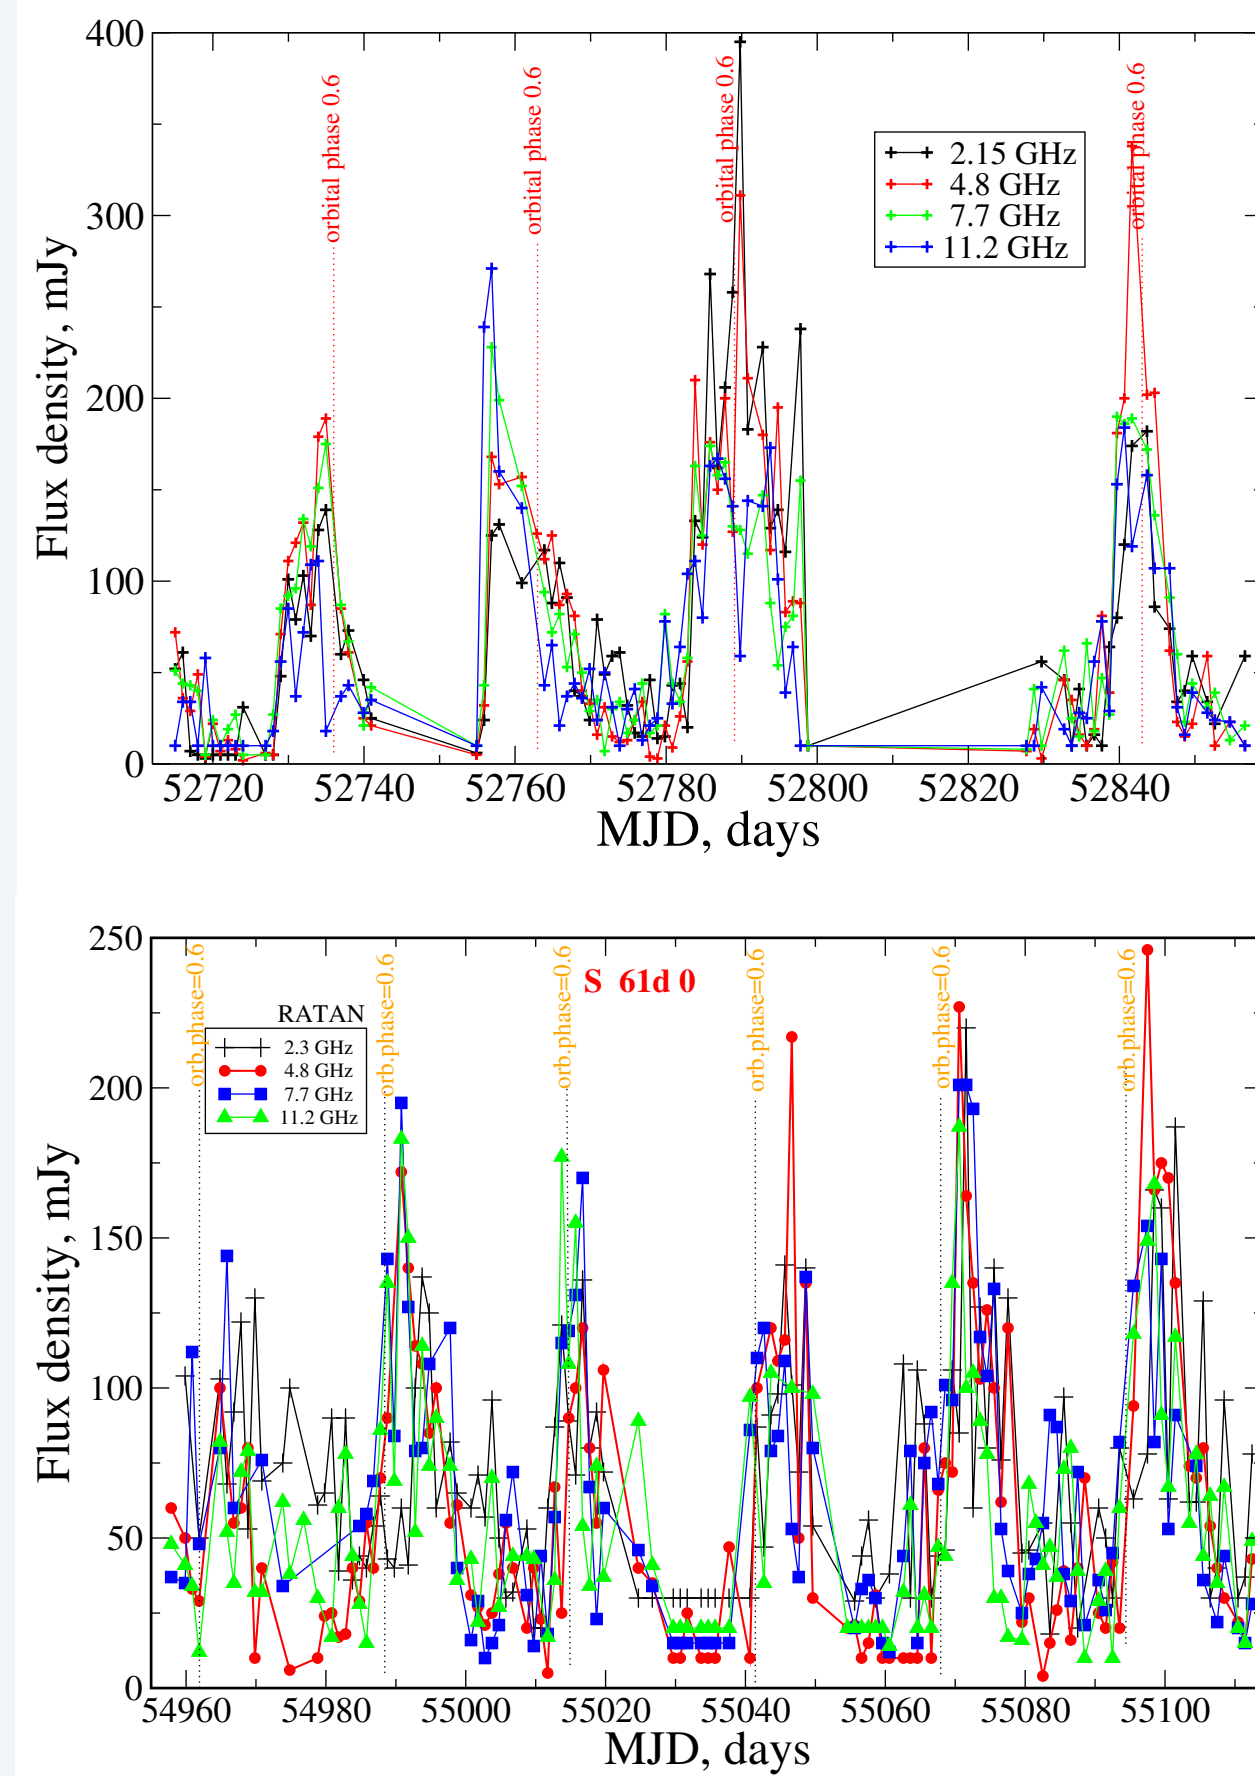 400
300
200
100
0
Flux density, mJy
orbital phase 0.6
orbital phase 0.6
orbital phase 0.6
orbital phase 0.6
2.15 GHz
4.8 GHz
7.7 GHz
11.2 GHz
52720 52740 52760 52780 52800 52820 52840
MJD, days
250
200
150
100
50
0
Flux density, mJy
orb.phase=0.6
orb.phase=0.6
orb.phase=0.6
orb.phase=0.6
orb.phase=0.6
orb.phase=0.6
S 61d 0
RATAN
2.3 GHz
4.8 GHz
7.7 GHz
11.2 GHz
54960 54980 55000 55020 55040 55060 55080 55100
MJD, days